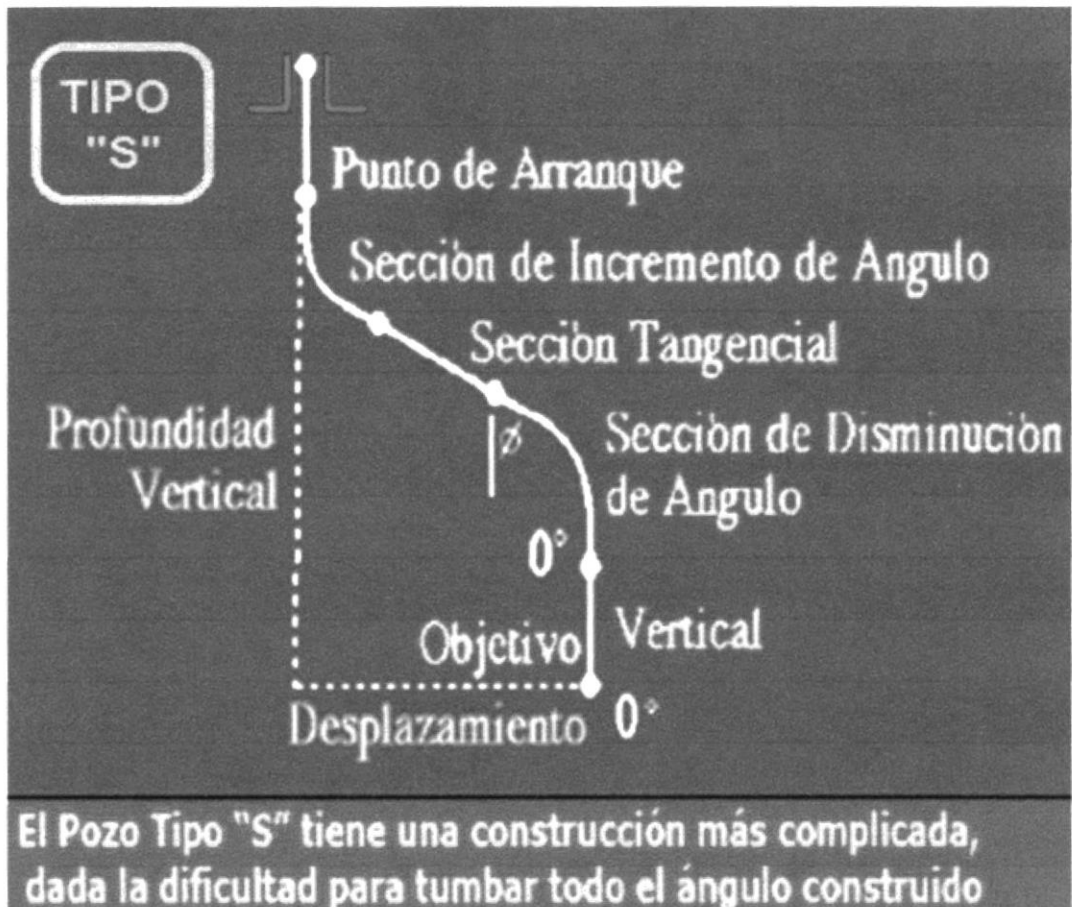 TIPO
"S"
Punto de Arranque
Sección de Incremento de Angulo
Sección Tangencial
Profundidad
Vertical
ø
Sección de Disminución
de Angulo
0°
Objetivo
Vertical
Desplazamiento
0°
El Pozo Tipo "S" tiene una construcción más complicada,
dada la dificultad para tumbar todo el ángulo construido